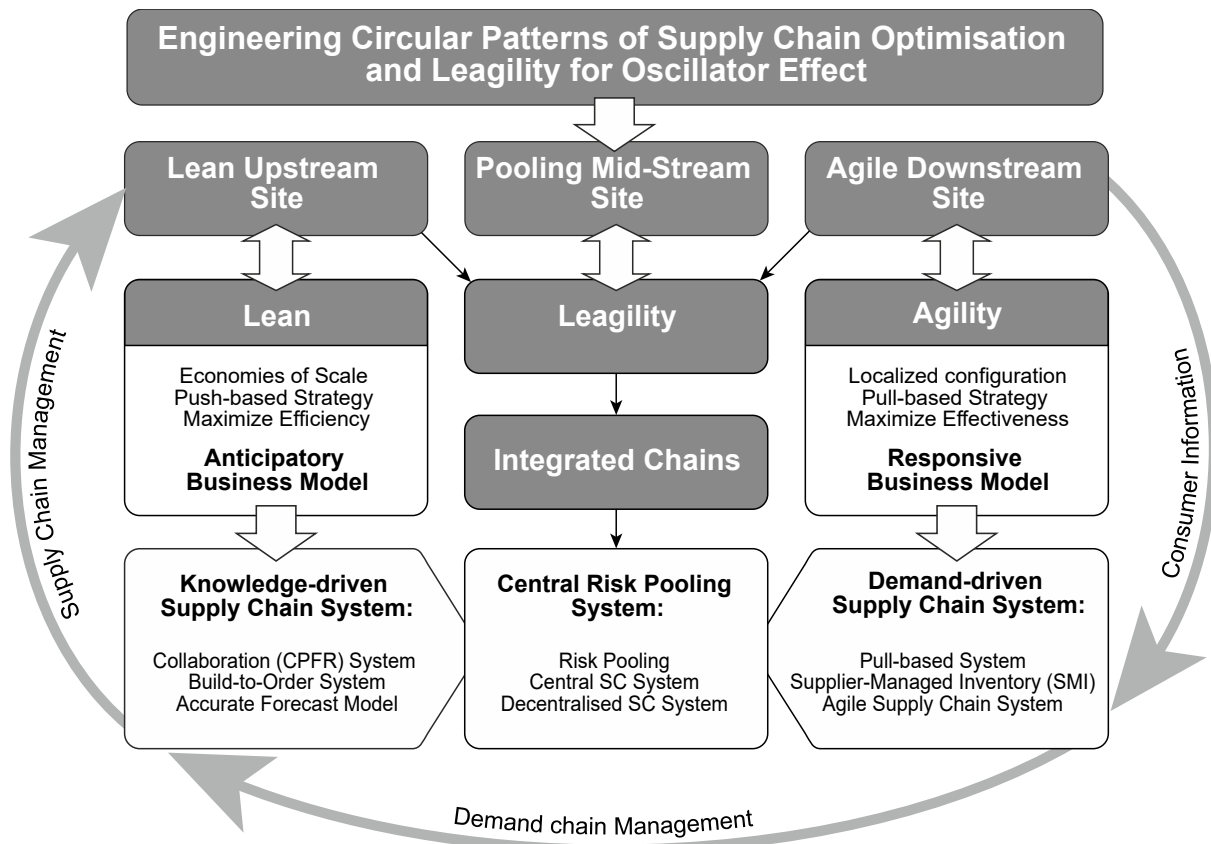 Engineering Circular Patterns of Supply Chain Optimisation
and Leagility for Oscillator Effect
Lean Upstream
Site
Pooling Mid-Stream
Site
Agile Downstream
Site
Lean
Economies of Scale
Push-based Strategy
Maximize Efficiency
Anticipatory
Business Model
Leagility
Integrated Chains
Agility
Localized configuration
Pull-based Strategy
Maximize Effectiveness
Responsive
Business Model
Knowledge-driven
Supply Chain System:
Collaboration (CPFR) System
Build-to-Order System
Accurate Forecast Model
Central Risk Pooling
System:
Risk Pooling
Central SC System
Decentralised SC System
Demand-driven
Supply Chain System:
Pull-based System
Supplier-Managed Inventory (SMI)
Agile Supply Chain System
Supply Chain Management
Consumer Information
Demand chain Management